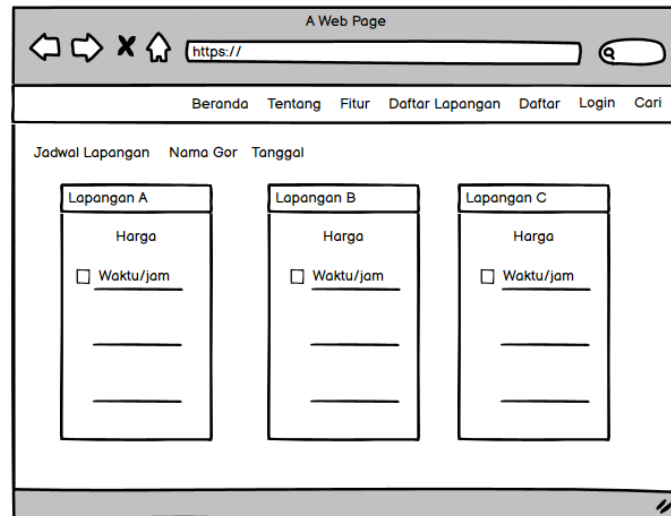 A Web Page
https://
Beranda Tentang Fitur Daftar Lapangan Daftar Login Cari
Jadwal Lapangan Nama Gor Tanggal
Lapangan A Lapangan B Lapangan C
Harga Harga Harga
Waktu/jam Waktu/jam Waktu/jam